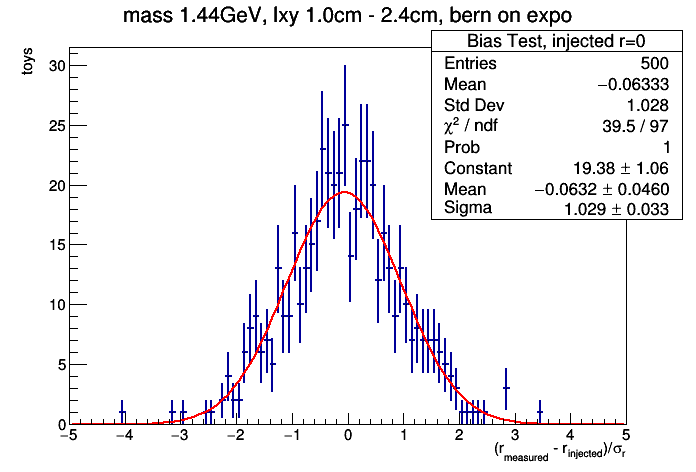 mass 1.44GeV, lxy 1.0cm - 2.4cm, bern on expo
Bias Test, injected r=0
Entries 500
Mean −0.06333
Std Dev 1.028
χ² / ndf 39.5 / 97
Prob 1
Constant 19.38 ± 1.06
Mean −0.0632 ± 0.0460
Sigma 1.029 ± 0.033
toys
30
25
20
15
10
5
0
−5 −4 −3 −2 −1 0 1 2 3 4 5
(r_measured - r_injected)/σ_r